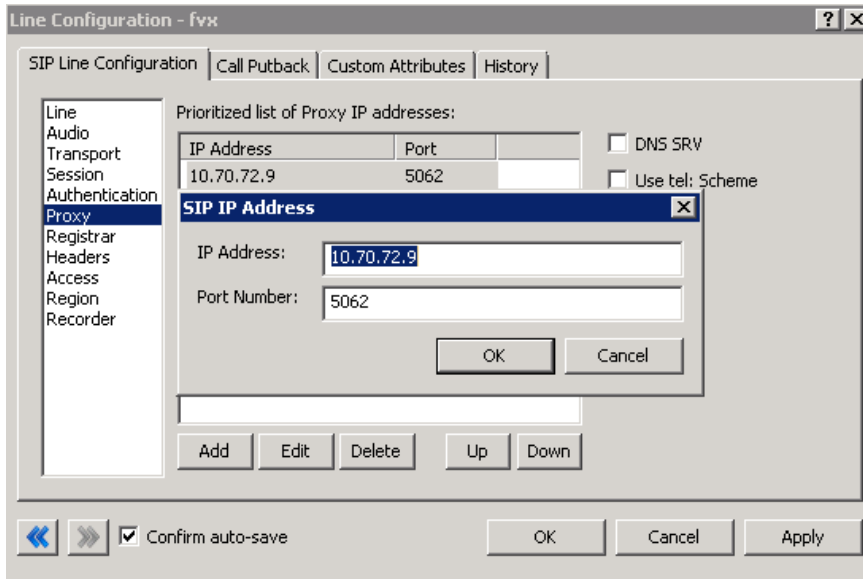 Line Configuration - fvx
SIP Line Configuration
Call Putback
Custom Attributes
History
Line
Audio
Transport
Session
Authentication
Proxy
Registrar
Headers
Access
Region
Recorder
Prioritized list of Proxy IP addresses:
IP Address Port
10.70.72.9 5062
DNS SRV
Use tel: Scheme
SIP IP Address
IP Address: 10.70.72.9
Port Number: 5062
OK Cancel
Add Edit Delete Up Down
Confirm auto-save
OK Cancel Apply